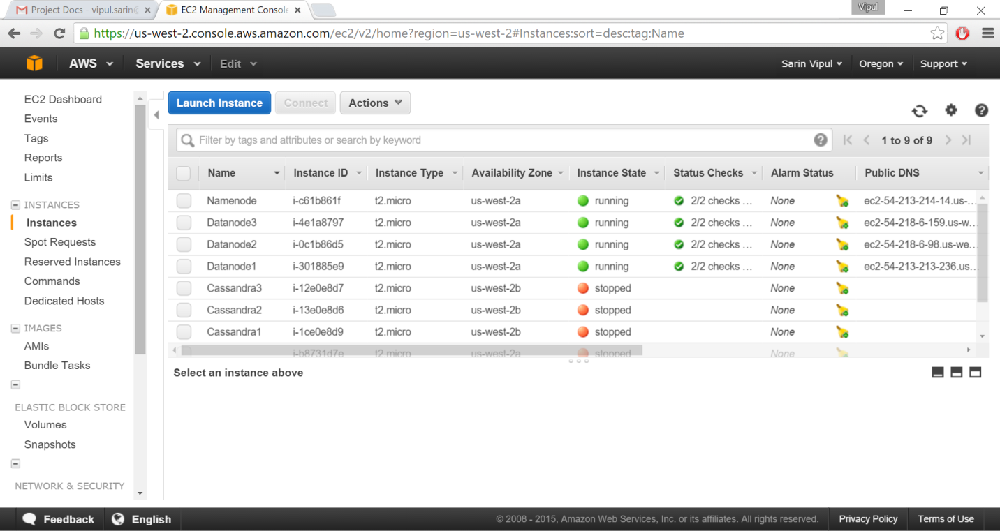 Project Docs - vipul.sarin@
EC2 Management Console
Vipul
https://us-west-2.console.aws.amazon.com/ec2/v2/home?region=us-west-2#Instances:sort=desc:tag:Name
AWS Services Edit Sarin Vipul Oregon Support
EC2 Dashboard
Events
Tags
Reports
Limits
INSTANCES
Instances
Spot Requests
Reserved Instances
Commands
Dedicated Hosts
IMAGES
AMIs
Bundle Tasks
ELASTIC BLOCK STORE
Volumes
Snapshots
NETWORK & SECURITY
Launch Instance Connect Actions
Filter by tags and attributes or search by keyword 1 to 9 of 9
Name Instance ID Instance Type Availability Zone Instance State Status Checks Alarm Status Public DNS
Namenode i-c61b861f t2.micro us-west-2a running 2/2 checks ... None ec2-54-213-214-14.us-...
Datanode3 i-4e1a8797 t2.micro us-west-2a running 2/2 checks ... None ec2-54-218-6-159.us-w...
Datanode2 i-0c1b86d5 t2.micro us-west-2a running 2/2 checks ... None ec2-54-218-6-98.us-we...
Datanode1 i-301885e9 t2.micro us-west-2a running 2/2 checks ... None ec2-54-213-213-236.us...
Cassandra3 i-12e0e8d7 t2.micro us-west-2b stopped None
Cassandra2 i-13e0e8d6 t2.micro us-west-2b stopped None
Cassandra1 i-1ce0e8d9 t2.micro us-west-2b stopped None
i-b8731d7e t2.micro us-west-2a stopped None
Select an instance above
Feedback English © 2008 - 2015, Amazon Web Services, Inc. or its affiliates. All rights reserved. Privacy Policy Terms of Use